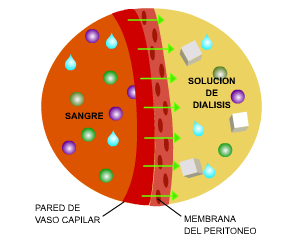 SOLUCION
DE
DIALISIS
SANGRE
PARED DE
VASO CAPILAR
MEMBRANA
DEL PERITONEO